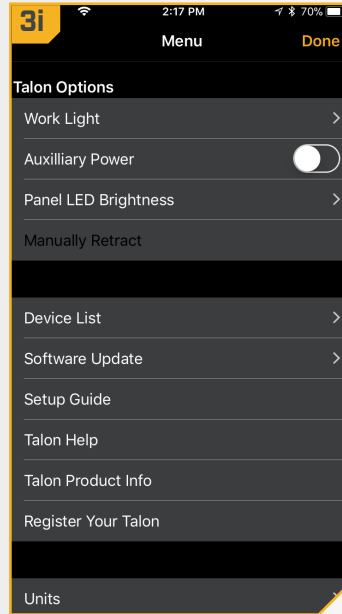 3i
2:17 PM
70%
Menu
Done
Talon Options
Work Light
Auxilliary Power
Panel LED Brightness
Manually Retract
Device List
Software Update
Setup Guide
Talon Help
Talon Product Info
Register Your Talon
Units